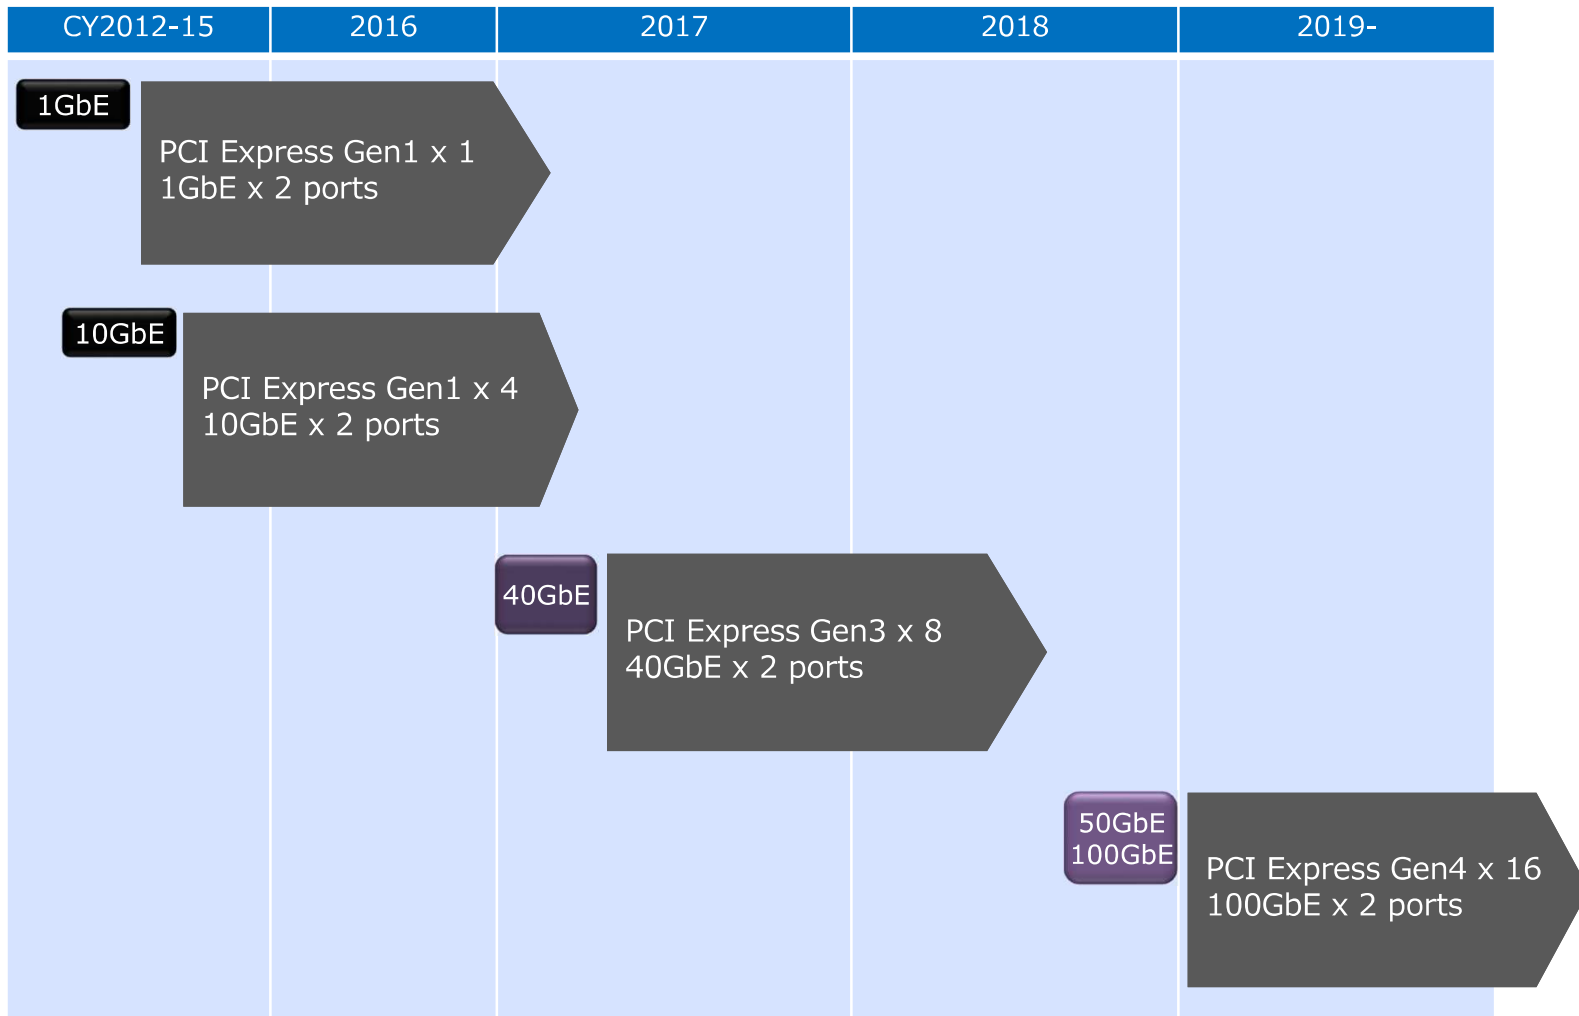 CY2012-15
2016
2017
2018
2019-
1GbE
PCI Express Gen1 x 1
1GbE x 2 ports
10GbE
PCI Express Gen1 x 4
10GbE x 2 ports
40GbE
PCI Express Gen3 x 8
40GbE x 2 ports
50GbE
100GbE
PCI Express Gen4 x 16
100GbE x 2 ports